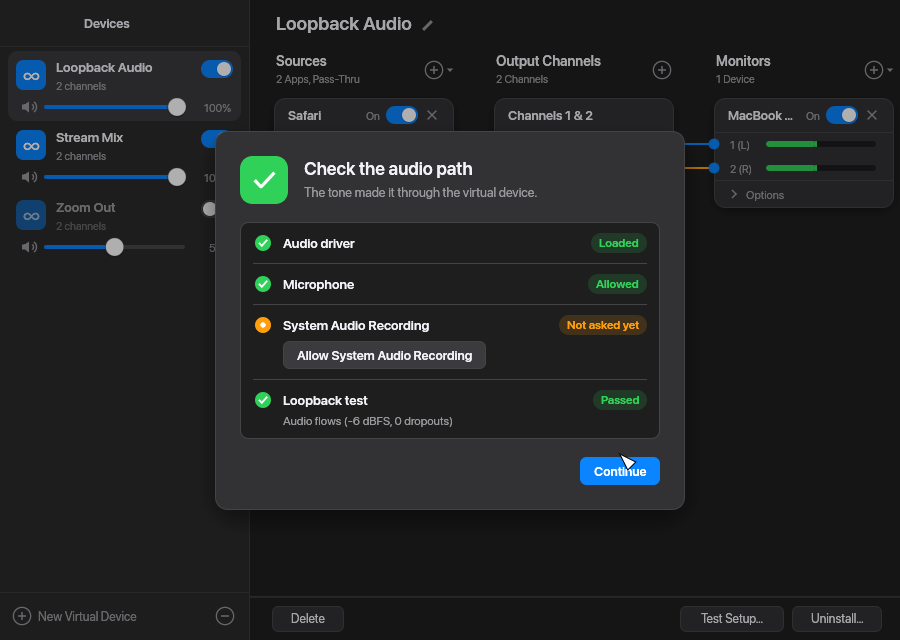 Devices
Loopback Audio
2 channels
100%
Stream Mix
2 channels
Zoom Out
2 channels
New Virtual Device
Loopback Audio
Sources
2 Apps, Pass-Thru
Output Channels
2 Channels
Monitors
1 Device
Safari
On
Channels 1 & 2
MacBook ...
On
1 (L)
2 (R)
Options
Check the audio path
The tone made it through the virtual device.
Audio driver
Loaded
Microphone
Allowed
System Audio Recording
Not asked yet
Allow System Audio Recording
Loopback test
Passed
Audio flows (-6 dBFS, 0 dropouts)
Continue
Delete
Test Setup...
Uninstall...